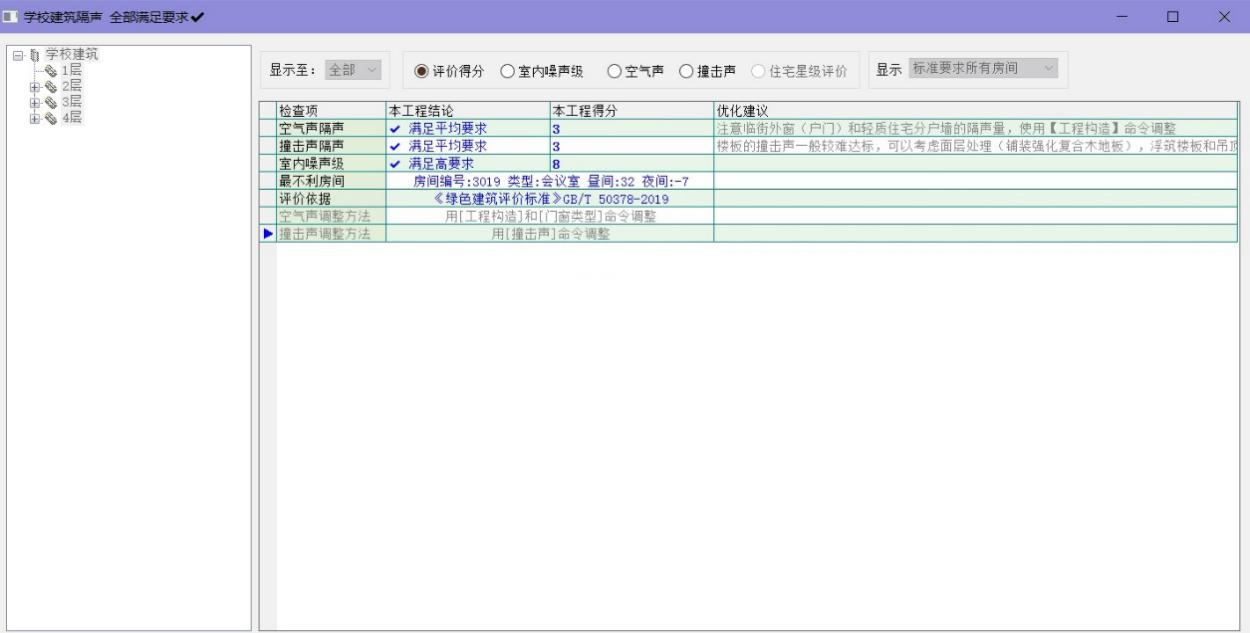 学校建筑隔声 全部满足要求✔
学校建筑
1层
2层
3层
4层
显示至： 全部 评价得分 室内噪声级 空气声 撞击声 住宅星级评价 显示 标准要求所有房间
检查项 本工程结论 本工程得分 优化建议
空气声隔声 ✔ 满足平均要求 3 注意临街外窗（户门）和轻质住宅分户墙的隔声量，使用【工程构造】命令调整
撞击声隔声 ✔ 满足平均要求 3 楼板的撞击声一般较难达标，可以考虑面层处理（铺装强化复合木地板），浮筑楼板和吊顶
室内噪声级 ✔ 满足高要求 8
最不利房间 房间编号:3019 类型:会议室 昼间:32 夜间:-7
评价依据 《绿色建筑评价标准》GB/T 50378-2019
空气声调整方法 用[工程构造]和[门窗类型]命令调整
撞击声调整方法 用[撞击声]命令调整